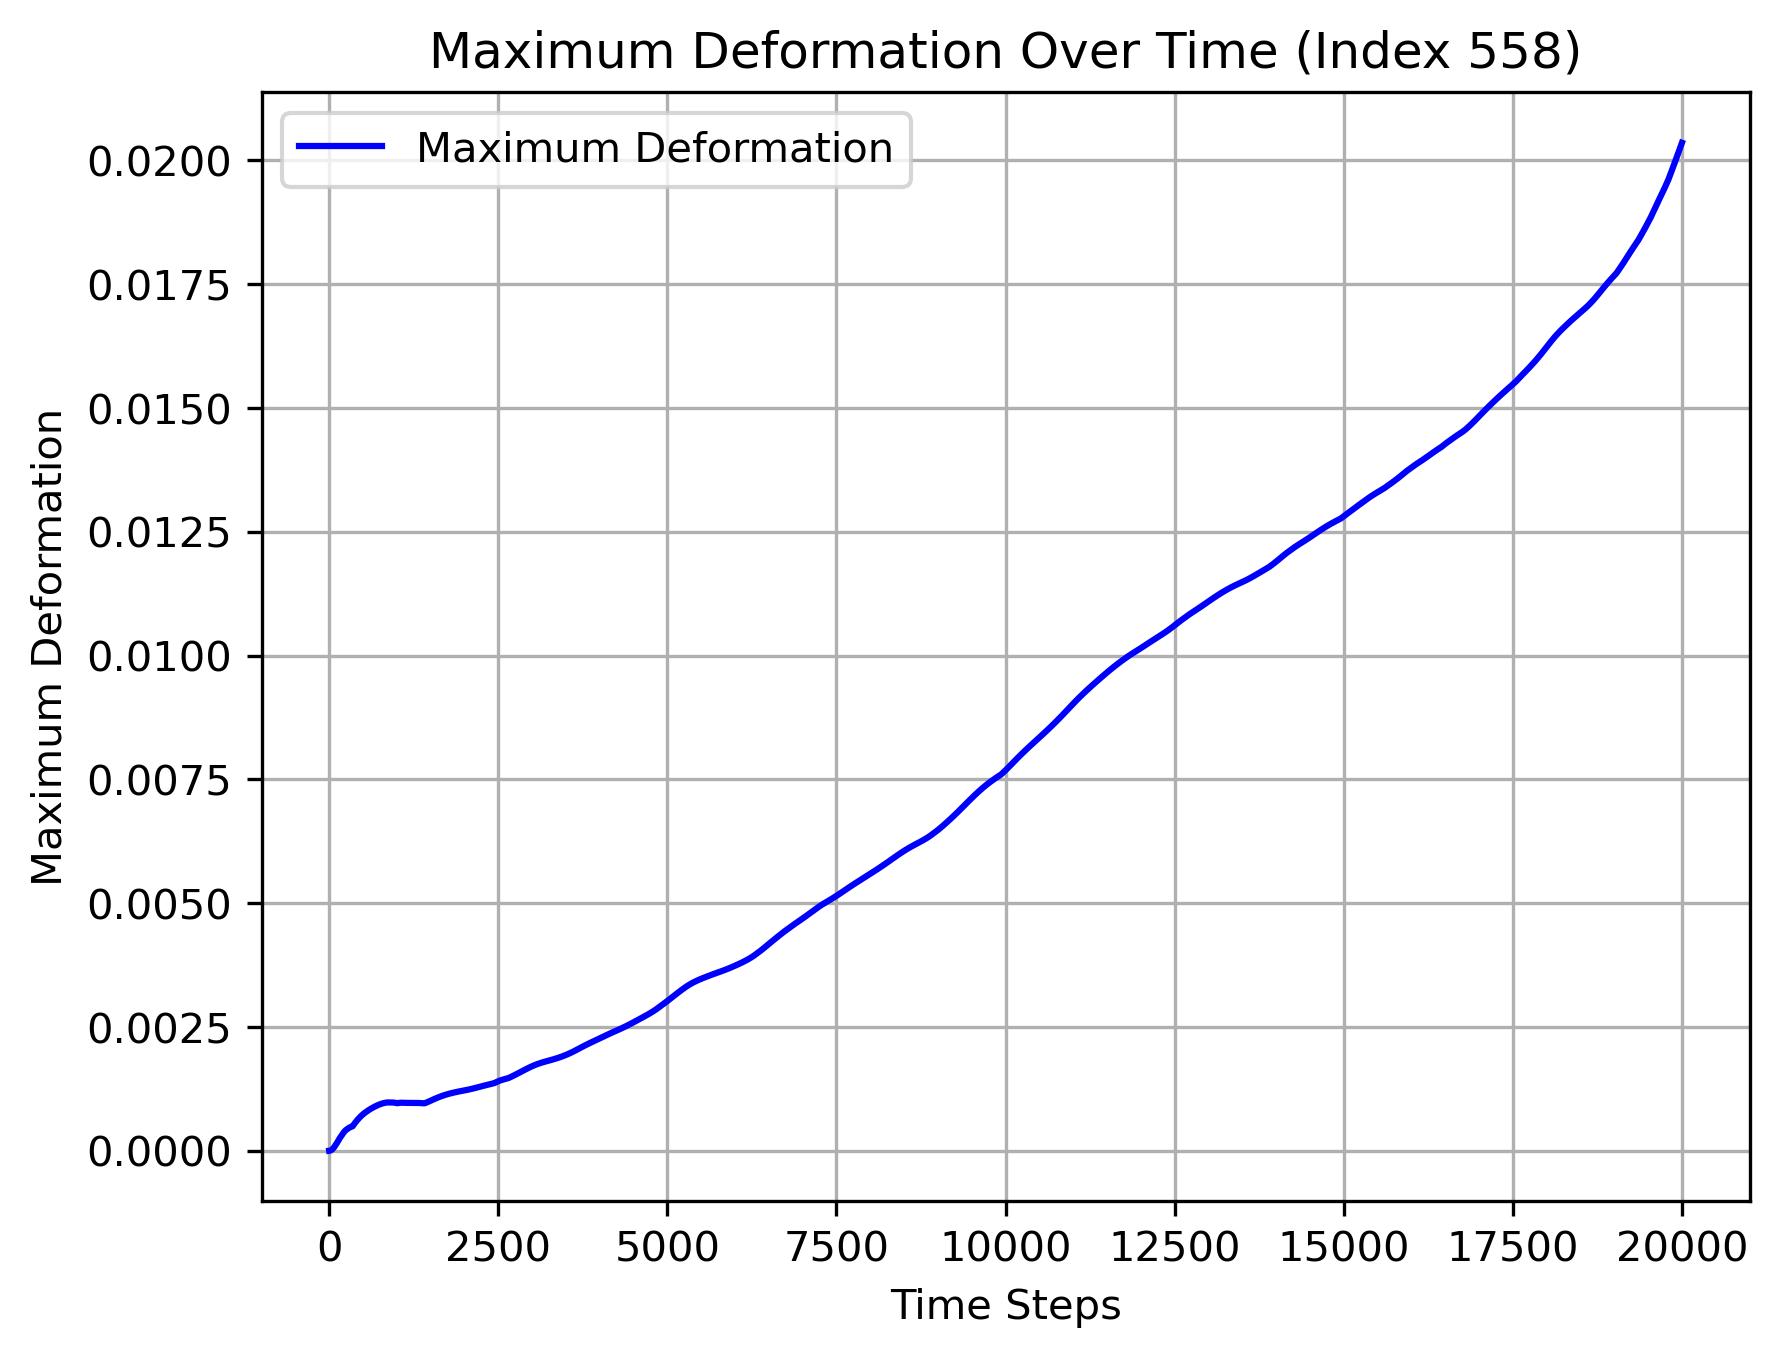 Maximum Deformation Over Time (Index 558)
Maximum Deformation
0.0200
0.0175
0.0150
0.0125
0.0100
0.0075
0.0050
0.0025
0.0000
Maximum Deformation
0 2500 5000 7500 10000 12500 15000 17500 20000
Time Steps